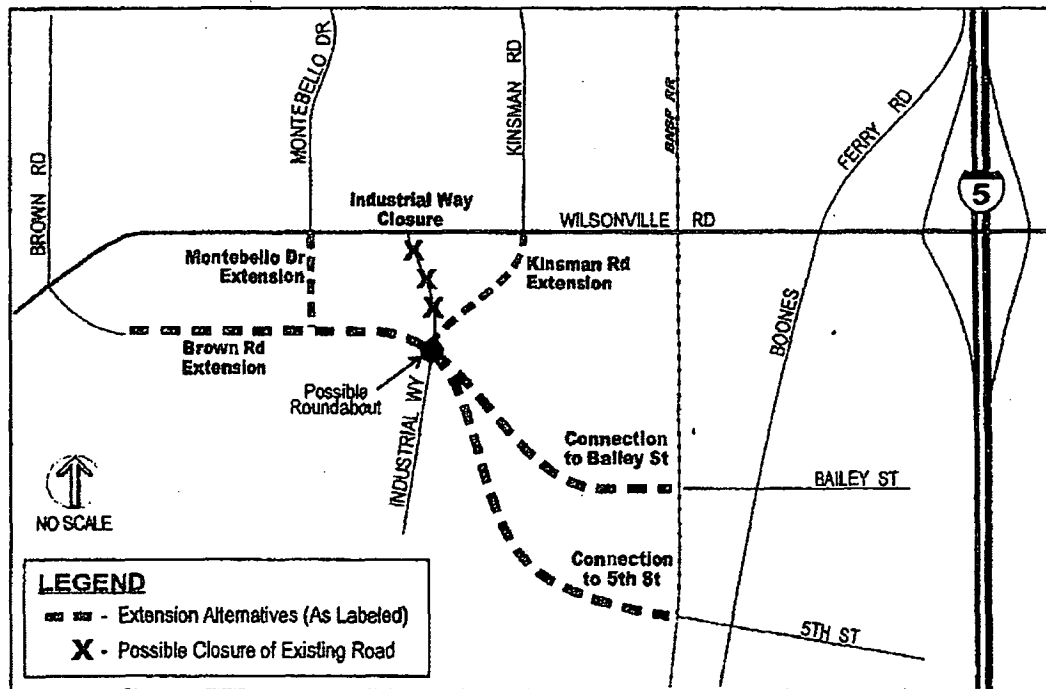 BROWN RD
MONTEBELLO DR
KINSMAN RD
BNSF RR
FERRY RD
5
Industrial Way
Closure
WILSONVILLE RD
Montebello Dr
Extension
Kinsman Rd
Extension
Brown Rd
Extension
Possible
Roundabout
INDUSTRIAL WY
BOONES
Connection
to Bailey St
BAILEY ST
NO SCALE
Connection
to 5th St
5TH ST
LEGEND
- Extension Alternatives (As Labeled)
X - Possible Closure of Existing Road